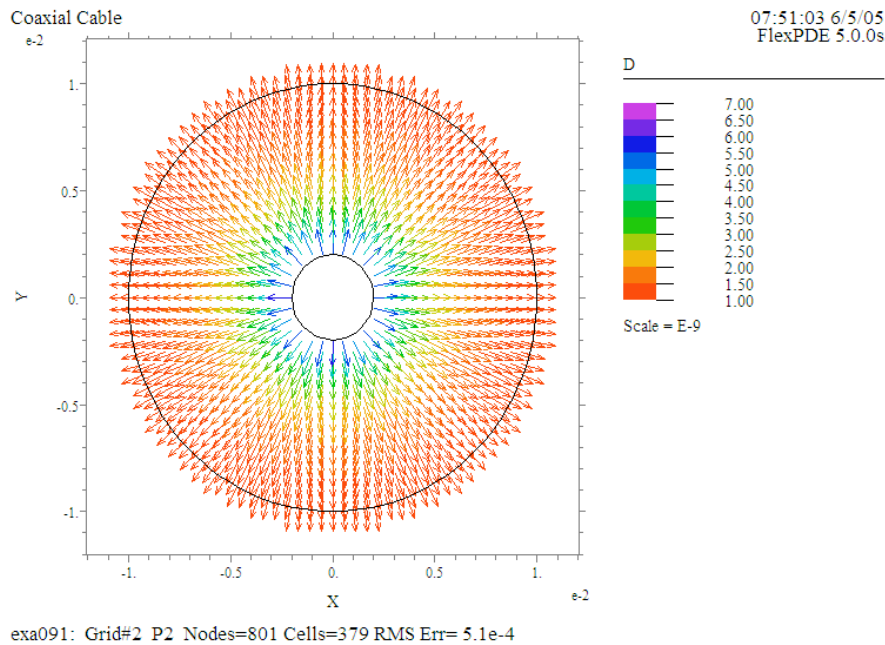 Coaxial Cable
07:51:03 6/5/05
FlexPDE 5.0.0s
e-2
1.
0.5
0.
-0.5
-1.
Y
-1.
-0.5
0.
0.5
1.
e-2
X
D
7.00
6.50
6.00
5.50
5.00
4.50
4.00
3.50
3.00
2.50
2.00
1.50
1.00
Scale = E-9
exa091: Grid#2 P2 Nodes=801 Cells=379 RMS Err= 5.1e-4